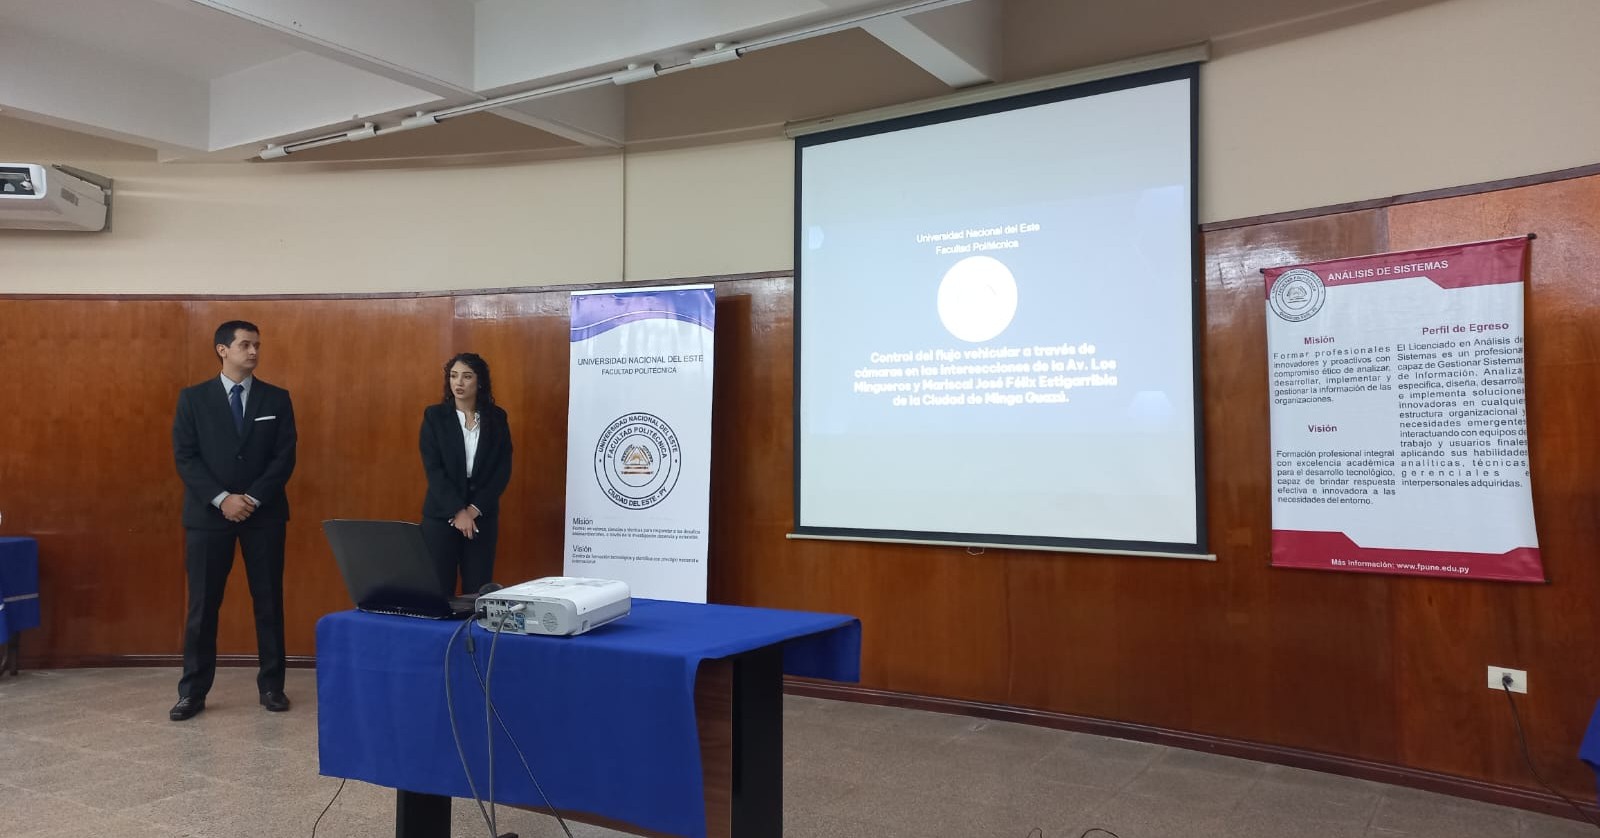 UNIVERSIDAD NACIONAL DEL ESTE
FACULTAD POLITÉCNICA
UNIVERSIDAD NACIONAL DEL ESTE
FACULTAD POLITÉCNICA
CIUDAD DEL ESTE - PY
Misión
Visión
Universidad Nacional del Este
Facultad Politécnica
Control del flujo vehicular a través de
cámaras en las intersecciones de la Av. Los
Mingueros y Mariscal José Félix Estigarribia
de la Ciudad de Minga Guazú.
ANÁLISIS DE SISTEMAS
Misión
Formar profesionales
innovadores y proactivos con
compromiso ético de analizar,
desarrollar, implementar y
gestionar la información de las
organizaciones.
Visión
Formación profesional integral
con excelencia académica
para el desarrollo tecnológico,
capaz de brindar respuesta
efectiva e innovadora a las
necesidades del entorno.
Perfil de Egreso
El Licenciado en Análisis de
Sistemas es un profesional
capaz de Gestionar Sistemas
de Información. Analiza,
especifica, diseña, desarrolla
e implementa soluciones
innovadoras en cualquier
estructura organizacional y
necesidades emergentes
interactuando con equipos de
trabajo y usuarios finales
aplicando sus habilidades
analíticas, técnicas,
gerenciales e
interpersonales adquiridas.
Más información: www.fpune.edu.py